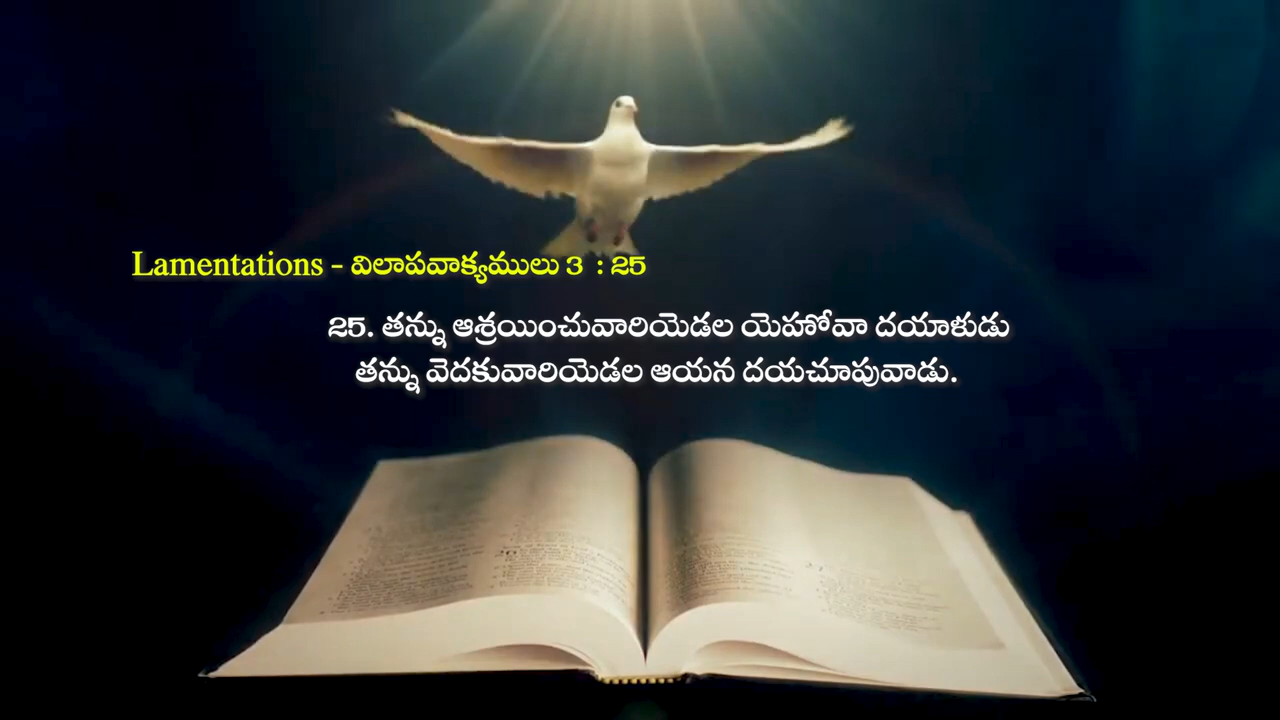 Lamentations - విలాపవాక్యములు 3 : 25
25. తన్ను ఆశ్రయించువారియెడల యెహోవా దయాళుడు
తన్ను వెదకువారియెడల ఆయన దయచూపువాడు.